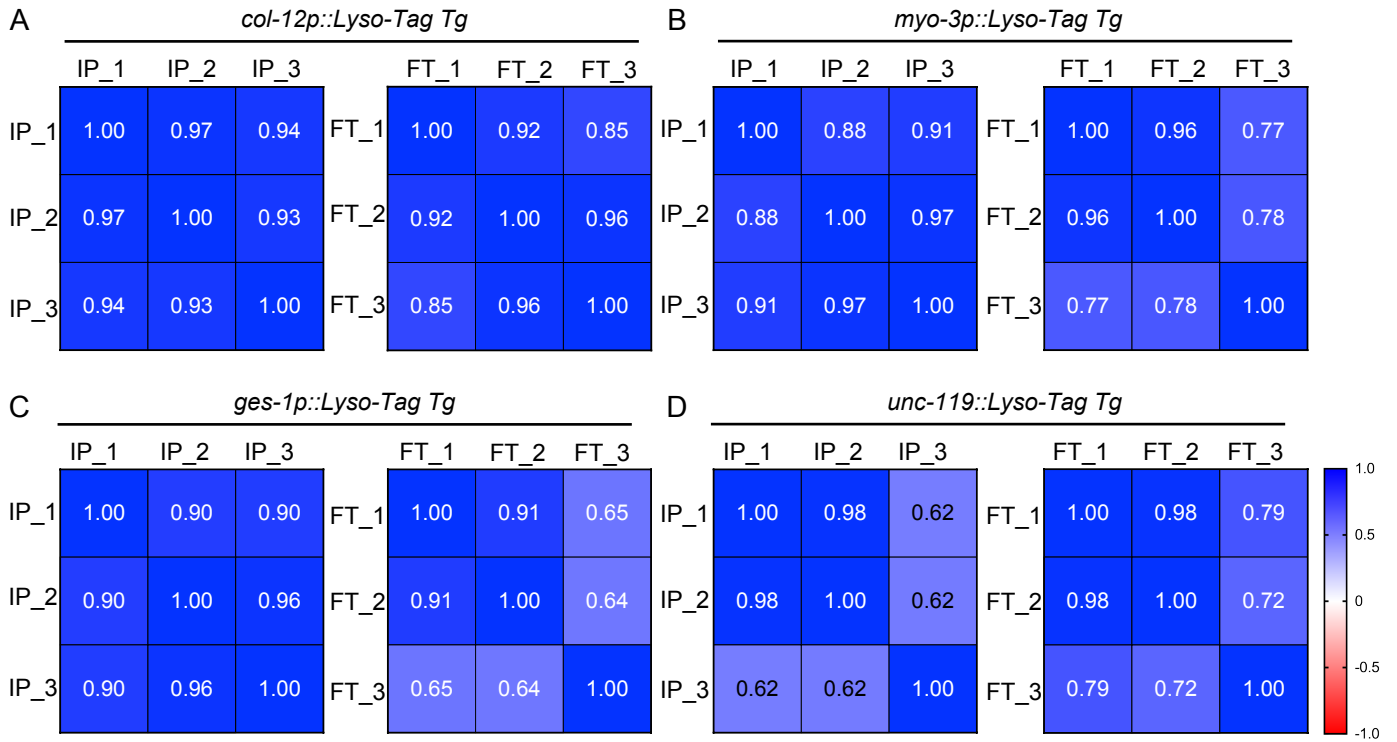 A col-12p::Lyso-Tag Tg B myo-3p::Lyso-Tag Tg
IP_1 IP_2 IP_3 FT_1 FT_2 FT_3 IP_1 IP_2 IP_3 FT_1 FT_2 FT_3
IP_1 1.00 0.97 0.94 FT_1 1.00 0.92 0.85 IP_1 1.00 0.88 0.91 FT_1 1.00 0.96 0.77
IP_2 0.97 1.00 0.93 FT_2 0.92 1.00 0.96 IP_2 0.88 1.00 0.97 FT_2 0.96 1.00 0.78
IP_3 0.94 0.93 1.00 FT_3 0.85 0.96 1.00 IP_3 0.91 0.97 1.00 FT_3 0.77 0.78 1.00
C ges-1p::Lyso-Tag Tg D unc-119::Lyso-Tag Tg
IP_1 IP_2 IP_3 FT_1 FT_2 FT_3 IP_1 IP_2 IP_3 FT_1 FT_2 FT_3
IP_1 1.00 0.90 0.90 FT_1 1.00 0.91 0.65 IP_1 1.00 0.98 0.62 FT_1 1.00 0.98 0.79
IP_2 0.90 1.00 0.96 FT_2 0.91 1.00 0.64 IP_2 0.98 1.00 0.62 FT_2 0.98 1.00 0.72
IP_3 0.90 0.96 1.00 FT_3 0.65 0.64 1.00 IP_3 0.62 0.62 1.00 FT_3 0.79 0.72 1.00
1.0
0.5
0
-0.5
-1.0